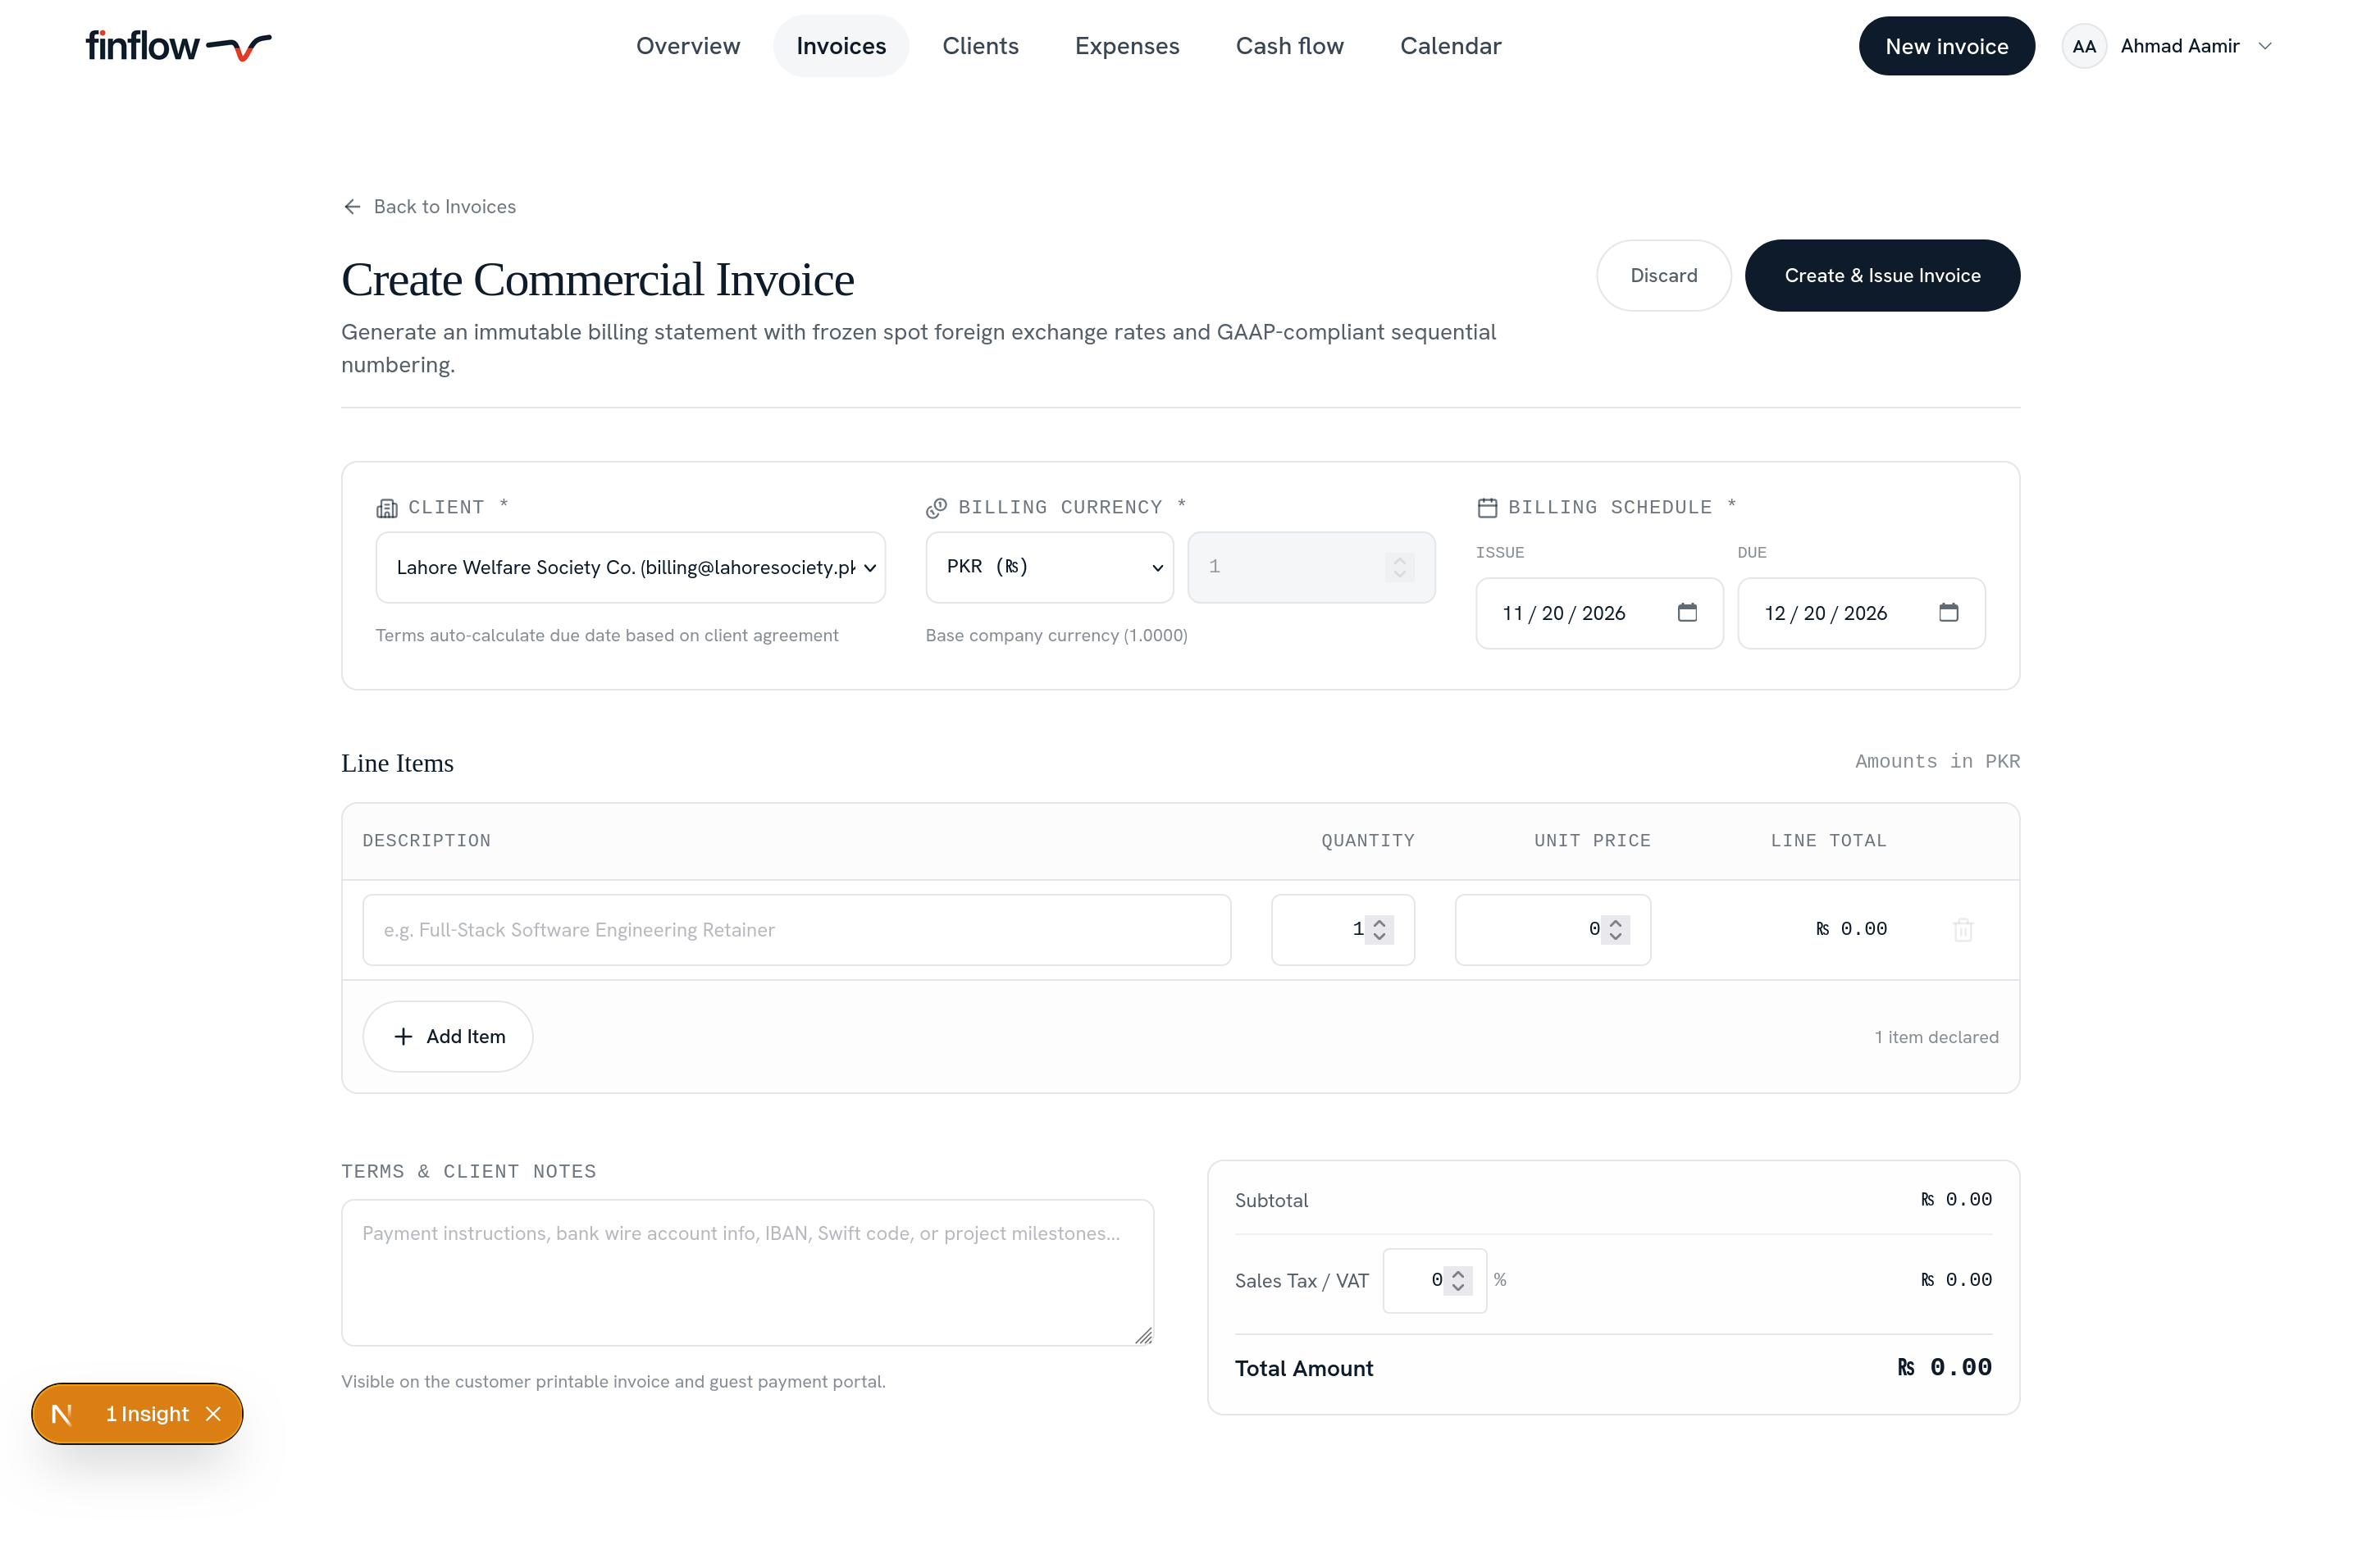 finflow
Overview Invoices Clients Expenses Cash flow Calendar
New invoice
AA Ahmad Aamir
Back to Invoices
Create Commercial Invoice
Discard
Create & Issue Invoice
Generate an immutable billing statement with frozen spot foreign exchange rates and GAAP-compliant sequential
numbering.
CLIENT *
Lahore Welfare Society Co. (billing@lahoresociety.pk
Terms auto-calculate due date based on client agreement
BILLING CURRENCY *
PKR (₨)
1
Base company currency (1.0000)
BILLING SCHEDULE *
ISSUE DUE
11 / 20 / 2026
12 / 20 / 2026
Line Items
Amounts in PKR
DESCRIPTION QUANTITY UNIT PRICE LINE TOTAL
e.g. Full-Stack Software Engineering Retainer 1 0 ₨ 0.00
Add Item
1 item declared
TERMS & CLIENT NOTES
Payment instructions, bank wire account info, IBAN, Swift code, or project milestones...
Visible on the customer printable invoice and guest payment portal.
Subtotal ₨ 0.00
Sales Tax / VAT 0 % ₨ 0.00
Total Amount ₨ 0.00
N 1 Insight